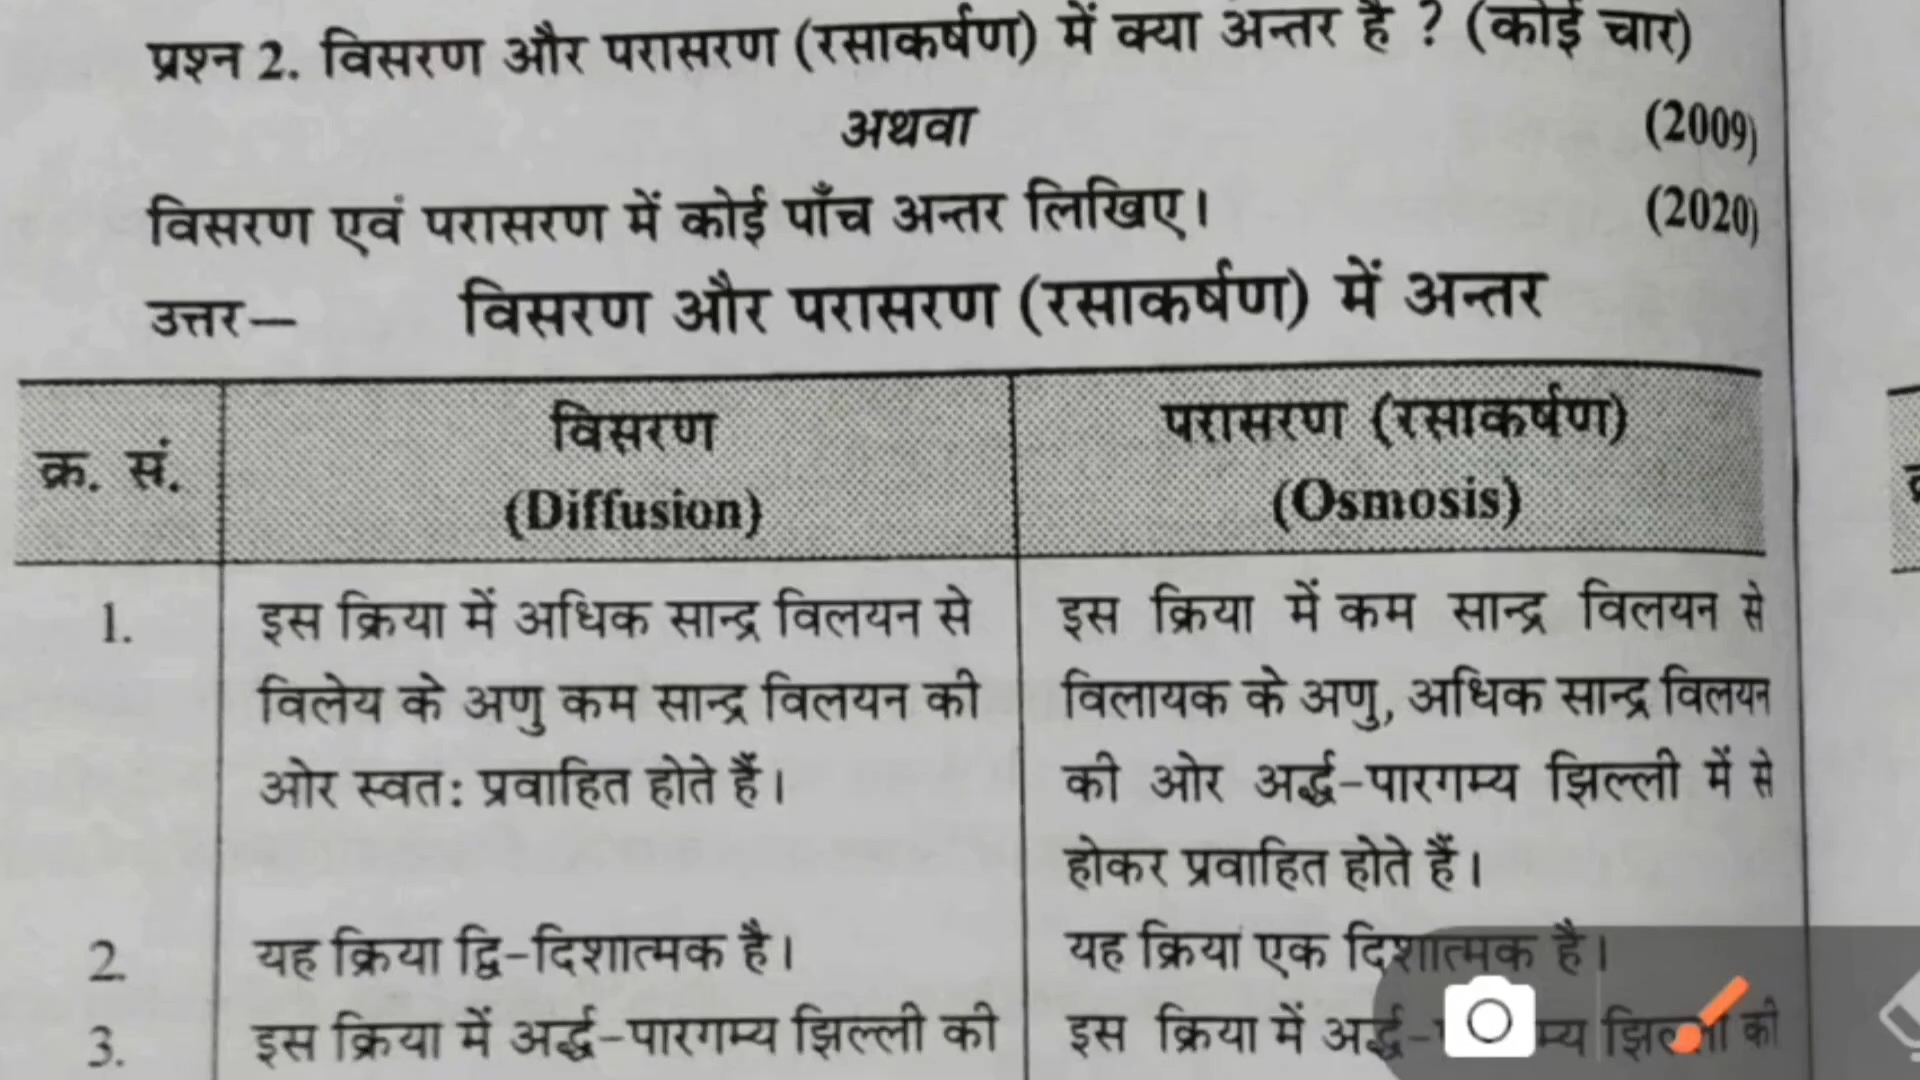 प्रश्न 2. विसरण और परासरण (रसाकर्षण) में क्या अन्तर है ? (कोई चार)
(2009)
अथवा
विसरण एवं परासरण में कोई पाँच अन्तर लिखिए। (2020)
उत्तर— विसरण और परासरण (रसाकर्षण) में अन्तर
क्र. सं.
विसरण
(Diffusion)
परासरण (रसाकर्षण)
(Osmosis)
1.
इस क्रिया में अधिक सान्द्र विलयन से
विलेय के अणु कम सान्द्र विलयन की
ओर स्वत: प्रवाहित होते हैं।
इस क्रिया में कम सान्द्र विलयन से
विलायक के अणु, अधिक सान्द्र विलयन
की ओर अर्द्ध-पारगम्य झिल्ली में से
होकर प्रवाहित होते हैं।
2.
यह क्रिया द्वि-दिशात्मक है।
यह क्रिया एक दिशात्मक है।
3.
इस क्रिया में अर्द्ध-पारगम्य झिल्ली की
इस क्रिया में की